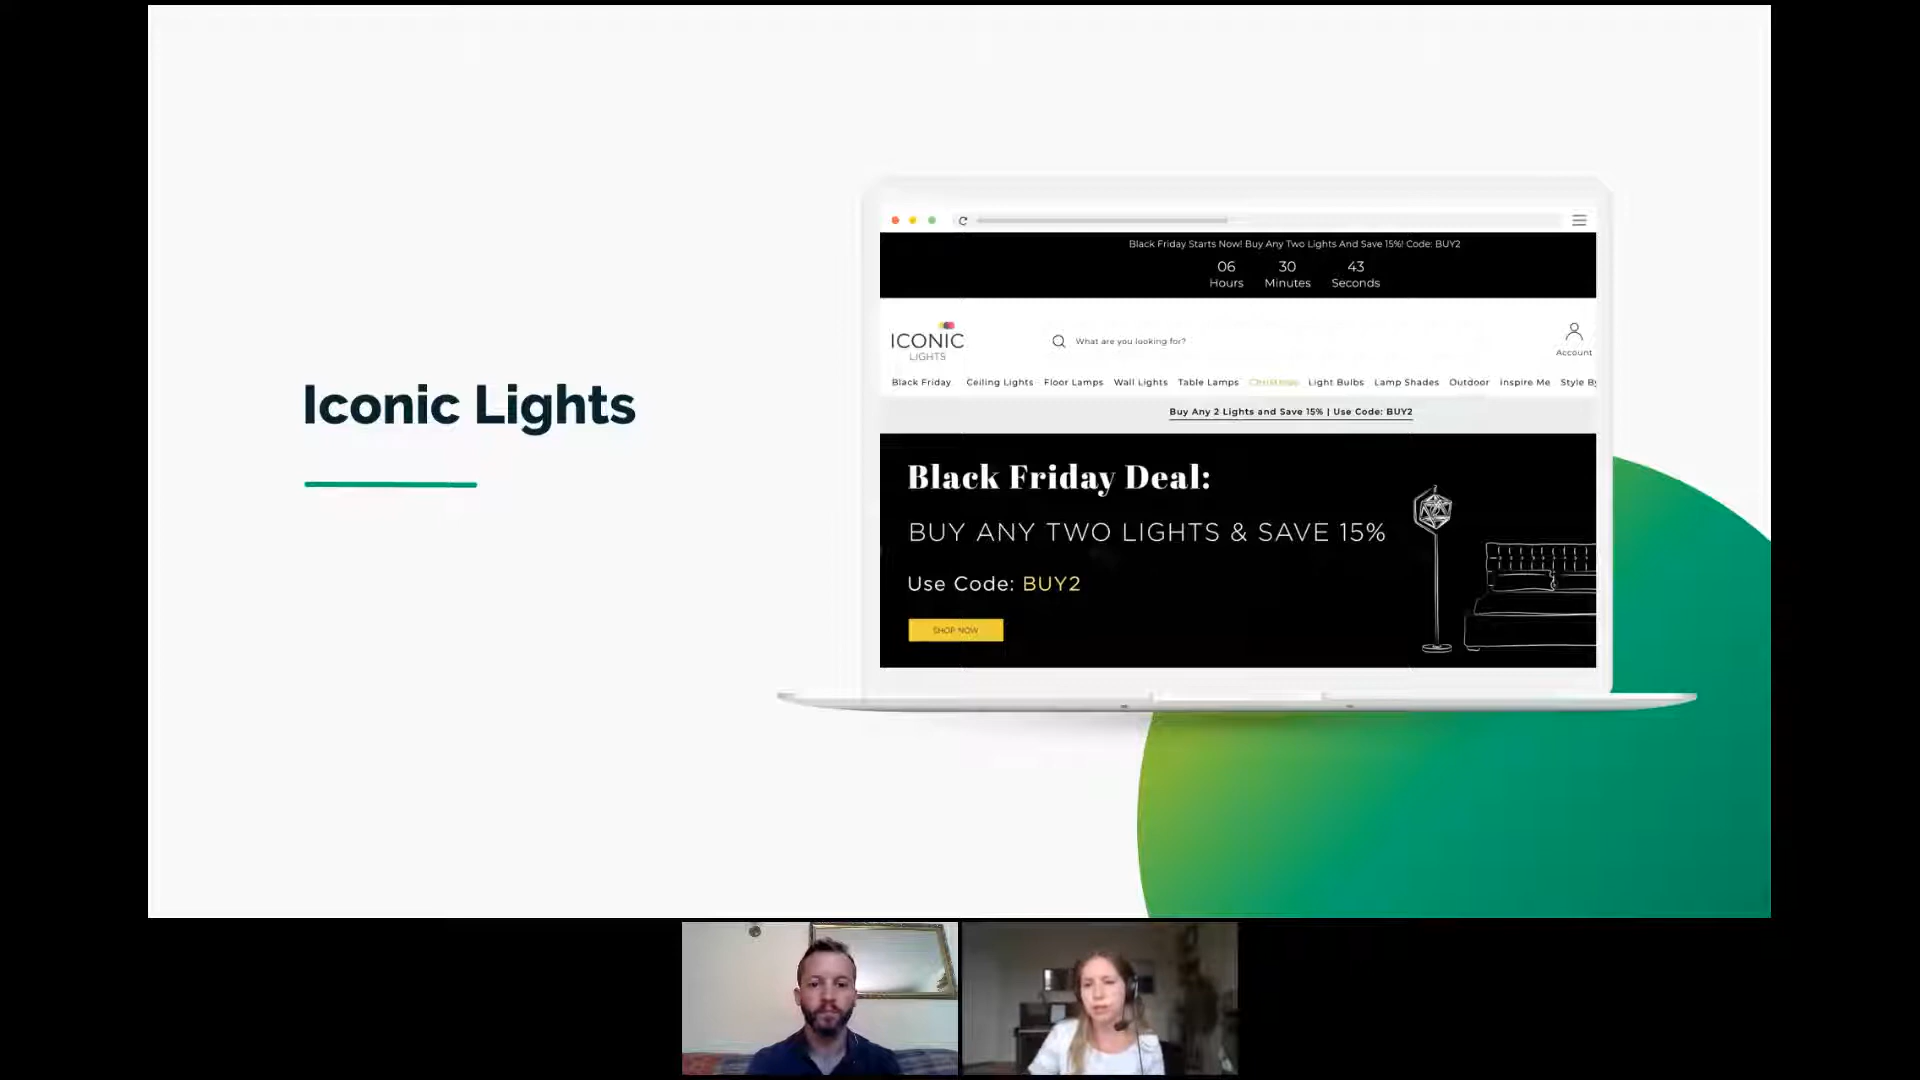 Iconic Lights
Black Friday Starts Now! Buy Any Two Lights And Save 15%! Code: BUY2
06 30 43
Hours Minutes Seconds
ICONIC
LIGHTS
What are you looking for?
Account
Black Friday Ceiling Lights Floor Lamps Wall Lights Table Lamps Christmas Light Bulbs Lamp Shades Outdoor Inspire Me Style By
Buy Any 2 Lights and Save 15% | Use Code: BUY2
Black Friday Deal:
BUY ANY TWO LIGHTS & SAVE 15%
Use Code: BUY2
SHOP NOW